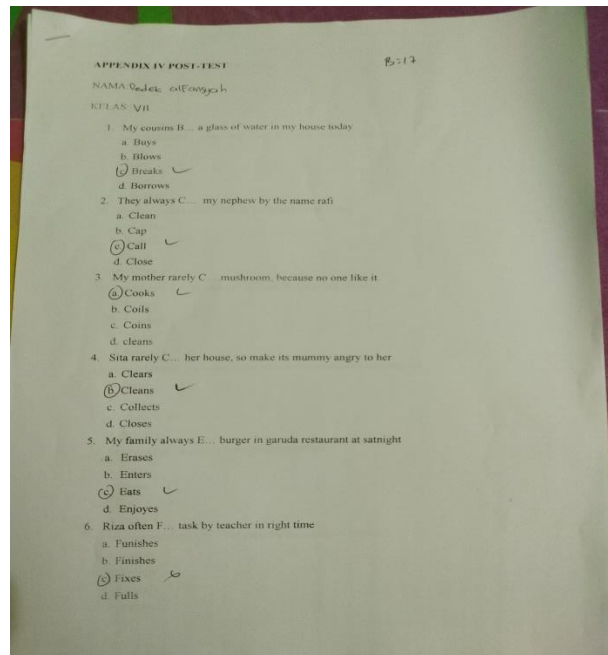 APPENDIX IV POST-TEST B=17
NAMA: Dedek alFansyah
KELAS: VII
1. My cousins B... a glass of water in my house today
a. Buys
b. Blows
c. Breaks
d. Borrows
2. They always C... my nephew by the name rafi
a. Clean
b. Cap
c. Call
d. Close
3. My mother rarely C... mushroom, because no one like it.
a. Cooks
b. Coils
c. Coins
d. cleans
4. Sita rarely C... her house, so make its mummy angry to her
a. Clears
b. Cleans
c. Collects
d. Closes
5. My family always E... burger in garuda restaurant at satnight
a. Erases
b. Enters
c. Eats
d. Enjoyes
6. Riza often F... task by teacher in right time
a. Funishes
b. Finishes
c. Fixes
d. Fulls